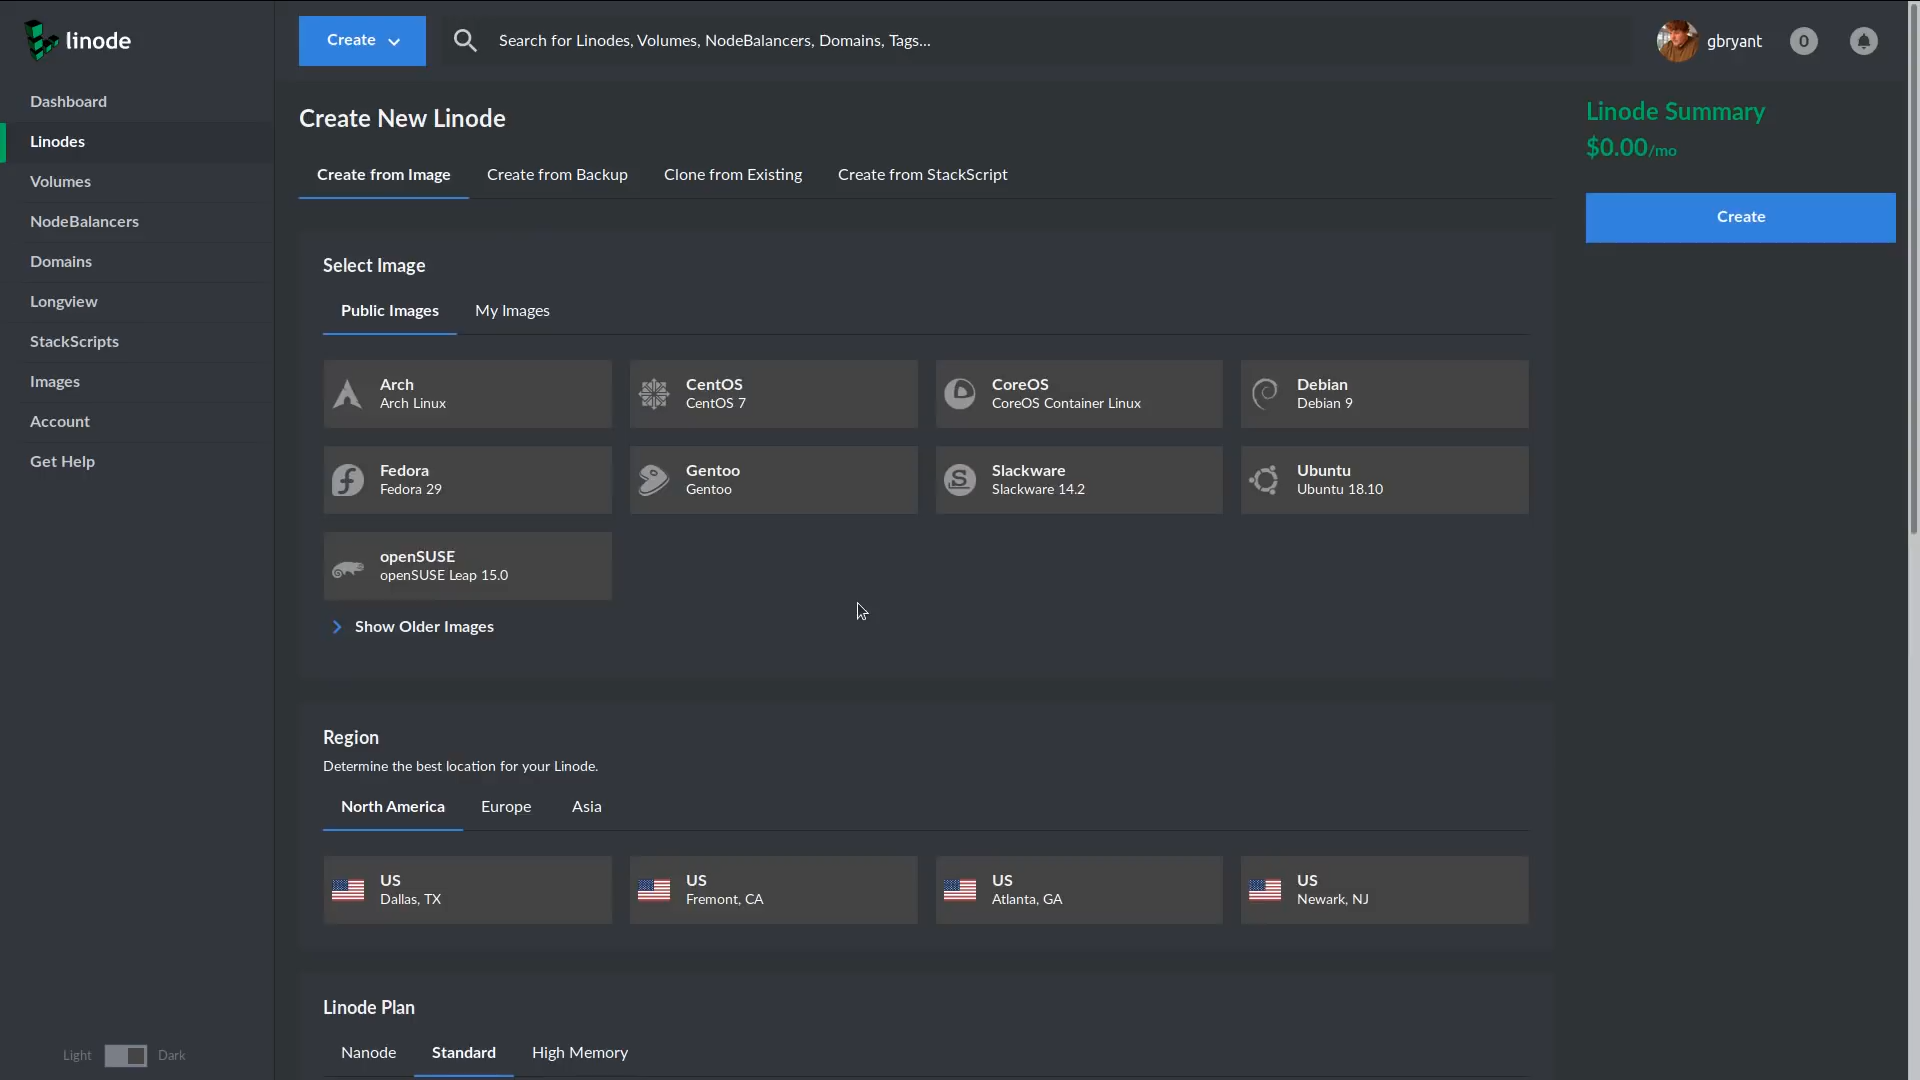 linode
Create
Search for Linodes, Volumes, NodeBalancers, Domains, Tags...
gbryant
0
Dashboard
Linodes
Volumes
NodeBalancers
Domains
Longview
StackScripts
Images
Account
Get Help
Light
Dark
Create New Linode
Create from Image
Create from Backup
Clone from Existing
Create from StackScript
Select Image
Public Images
My Images
Arch
Arch Linux
CentOS
CentOS 7
CoreOS
CoreOS Container Linux
Debian
Debian 9
Fedora
Fedora 29
Gentoo
Gentoo
Slackware
Slackware 14.2
Ubuntu
Ubuntu 18.10
openSUSE
openSUSE Leap 15.0
Show Older Images
Region
Determine the best location for your Linode.
North America
Europe
Asia
US
Dallas, TX
US
Fremont, CA
US
Atlanta, GA
US
Newark, NJ
Linode Plan
Nanode
Standard
High Memory
Linode Summary
$0.00/mo
Create